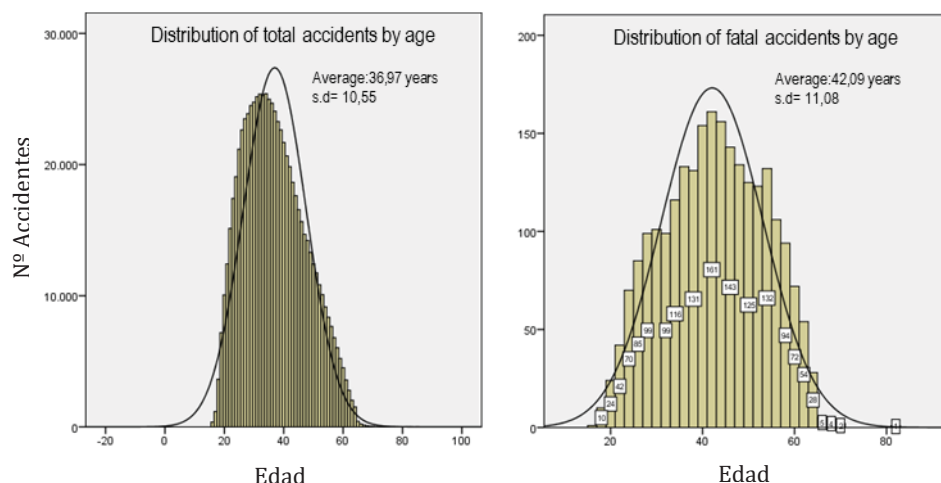 Distribution of total accidents by age
Average:36,97 years
s.d= 10,55
Nº Accidentes
30.000
20.000
10.000
0
-20 0 20 40 60 80 100
Edad
Distribution of fatal accidents by age
Average:42,09 years
s.d= 11,08
200
150
100
50
0
10 24 42 70 85 99 99 116 131 161 143 125 132 94 72 54 28 5 4
20 40 60 80
Edad